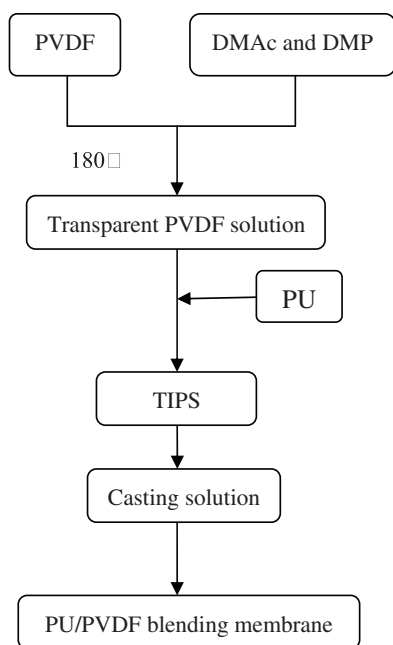 PVDF
DMAc and DMP
180□
Transparent PVDF solution
PU
TIPS
Casting solution
PU/PVDF blending membrane